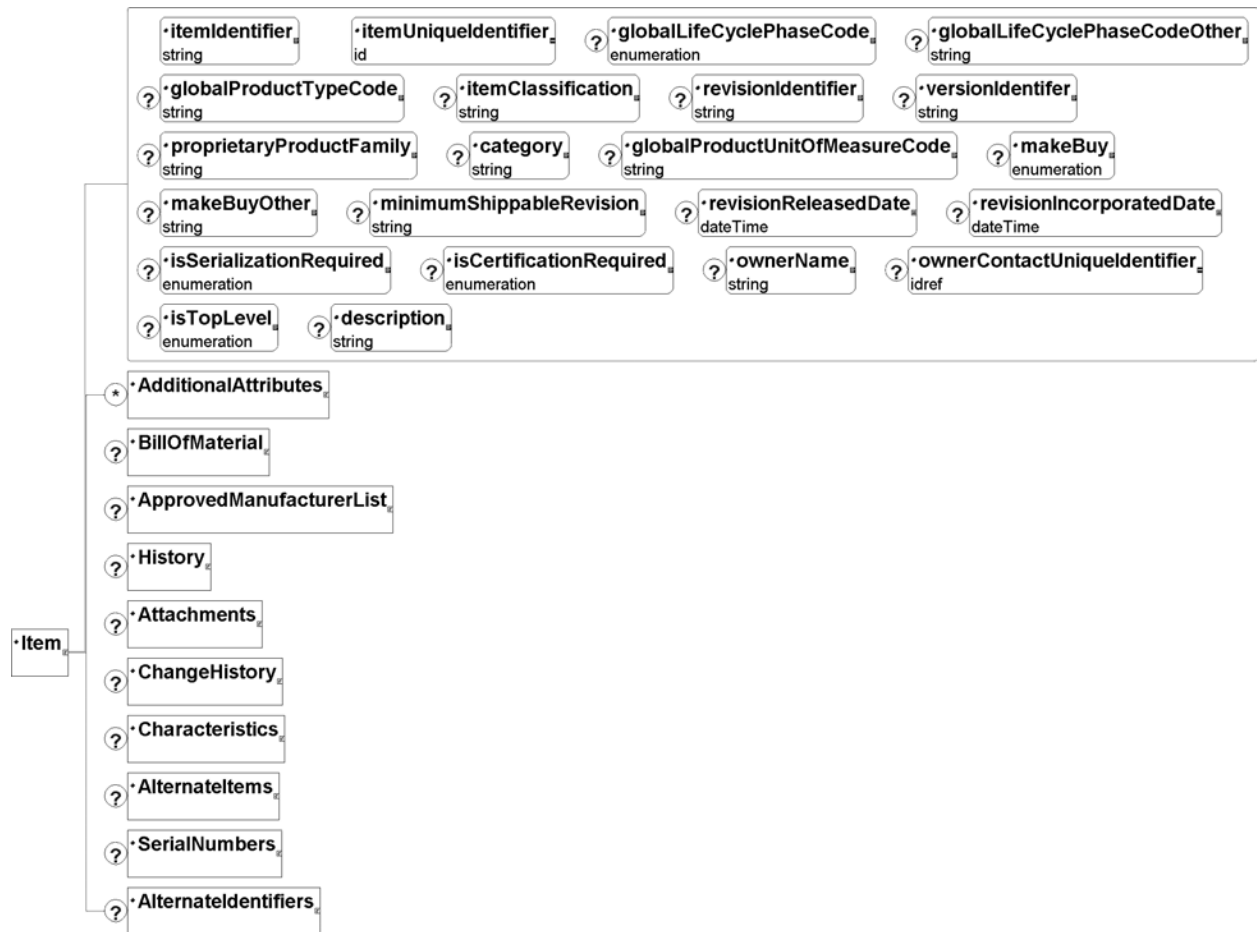 itemIdentifier itemUniqueIdentifier ? globalLifeCyclePhaseCode ? globalLifeCyclePhaseCodeOther
string id enumeration string
? globalProductTypeCode ? itemClassification ? revisionIdentifier ? versionIdentifer
string string string string
? proprietaryProductFamily ? category ? globalProductUnitOfMeasureCode ? makeBuy
string string string enumeration
? makeBuyOther ? minimumShippableRevision ? revisionReleasedDate ? revisionIncorporatedDate
string string dateTime dateTime
? isSerializationRequired ? isCertificationRequired ? ownerName ? ownerContactUniqueIdentifier
enumeration enumeration string idref
? isTopLevel ? description
enumeration string
* AdditionalAttributes
? BillOfMaterial
? ApprovedManufacturerList
? History
? Attachments
Item
? ChangeHistory
? Characteristics
? AlternateItems
? SerialNumbers
? AlternateIdentifiers